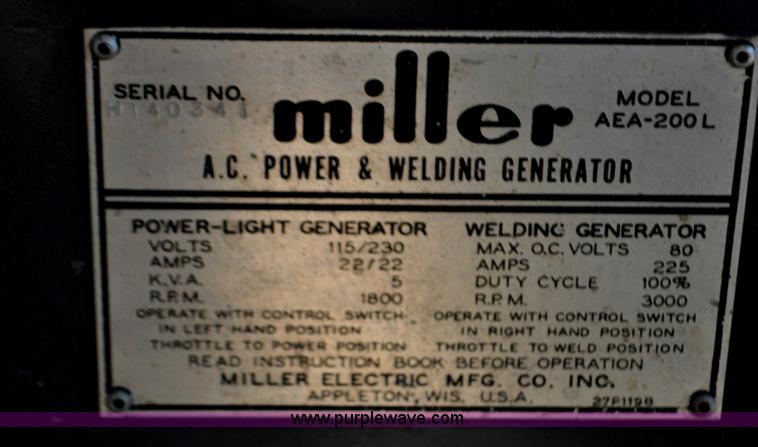 SERIAL NO. miller MODEL
H140341 AEA-200L
A.C. POWER & WELDING GENERATOR
POWER-LIGHT GENERATOR
VOLTS 115/230
AMPS 22/22
K.V.A. 5
R.P.M. 1800
OPERATE WITH CONTROL SWITCH
IN LEFT HAND POSITION
THROTTLE TO POWER POSITION
WELDING GENERATOR
MAX. O.C. VOLTS 80
AMPS 225
DUTY CYCLE 100%
R.P.M. 3000
OPERATE WITH CONTROL SWITCH
IN RIGHT HAND POSITION
THROTTLE TO WELD POSITION
READ INSTRUCTION BOOK BEFORE OPERATION
MILLER ELECTRIC MFG. CO. INC.
APPLETON, WIS. U.S.A.
www.purplewave.com